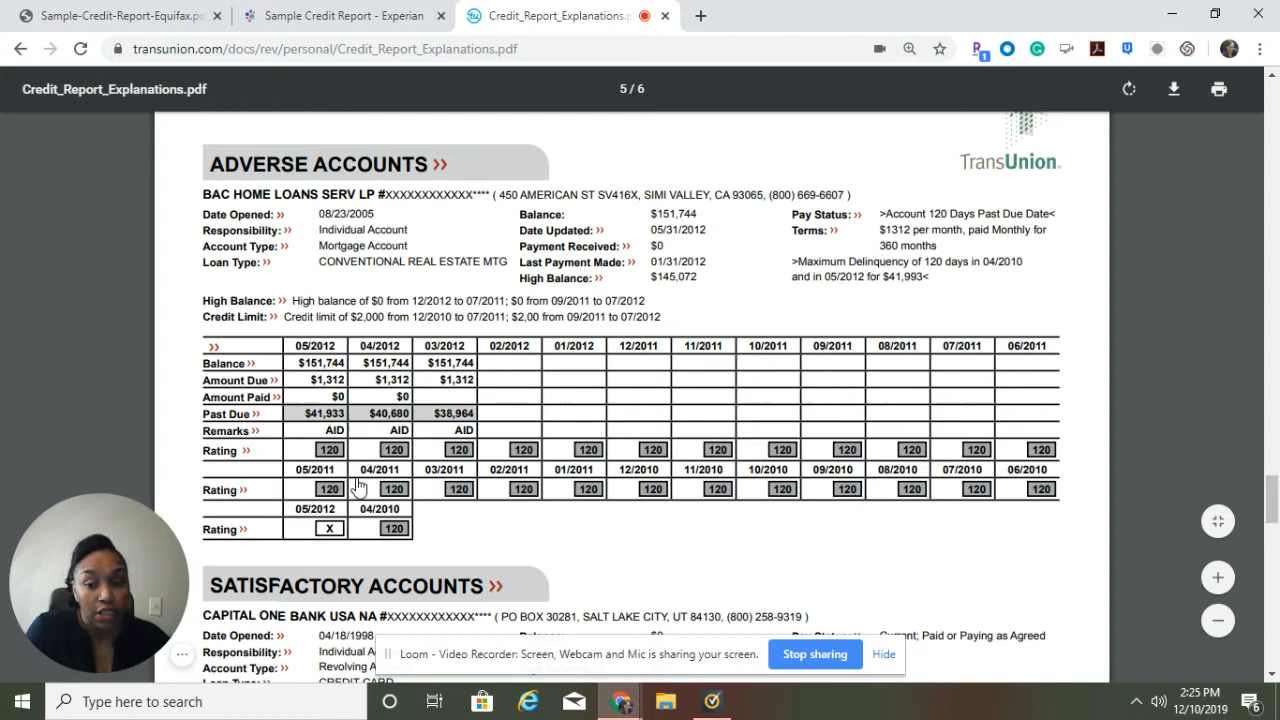 Sample-Credit-Report-Equifax.pdf
Sample Credit Report - Experian
Credit_Report_Explanations.p
transunion.com/docs/rev/personal/Credit_Report_Explanations.pdf
1
Credit_Report_Explanations.pdf
5 / 6
ADVERSE ACCOUNTS >>
TransUnion.
BAC HOME LOANS SERV LP #XXXXXXXXXXXX**** ( 450 AMERICAN ST SV416X, SIMI VALLEY, CA 93065, (800) 669-6607 )
Date Opened: >> 08/23/2005 Balance: $151,744 Pay Status: >> >Account 120 Days Past Due Date<
Responsibility: >> Individual Account Date Updated: >> 05/31/2012 Terms: >> $1312 per month, paid Monthly for
Account Type: >> Mortgage Account Payment Received: >> $0 360 months
Loan Type: >> CONVENTIONAL REAL ESTATE MTG Last Payment Made: >> 01/31/2012 >Maximum Delinquency of 120 days in 04/2010
High Balance: >> $145,072 and in 05/2012 for $41,993<
High Balance: >> High balance of $0 from 12/2012 to 07/2011; $0 from 09/2011 to 07/2012
Credit Limit: >> Credit limit of $2,000 from 12/2010 to 07/2011; $2,00 from 09/2011 to 07/2012
>> 05/2012 04/2012 03/2012 02/2012 01/2012 12/2011 11/2011 10/2011 09/2011 08/2011 07/2011 06/2011
Balance >> $151,744 $151,744 $151,744
Amount Due >> $1,312 $1,312 $1,312
Amount Paid >> $0 $0
Past Due >> $41,933 $40,680 $38,964
Remarks >> AID AID AID
Rating >> 120 120 120 120 120 120 120 120 120 120 120 120
05/2011 04/2011 03/2011 02/2011 01/2011 12/2010 11/2010 10/2010 09/2010 08/2010 07/2010 06/2010
Rating >> 120 120 120 120 120 120 120 120 120 120 120 120
05/2012 04/2010
Rating >> X 120
SATISFACTORY ACCOUNTS >>
CAPITAL ONE BANK USA NA #XXXXXXXXXXXX**** ( PO BOX 30281, SALT LAKE CITY, UT 84130, (800) 258-9319 )
Date Opened: >> 04/18/1998 Current; Paid or Paying as Agreed
Responsibility: >> Individual A
Account Type: >> Revolving A
Loom - Video Recorder: Screen, Webcam and Mic is sharing your screen.
Stop sharing
Hide
Type here to search
2:25 PM
12/10/2019
6